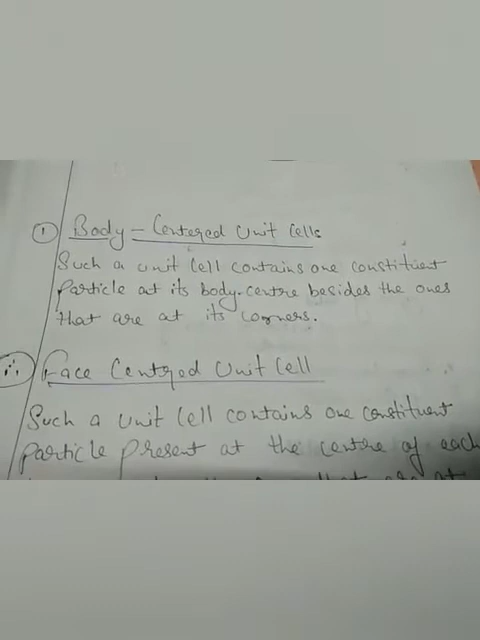 ① Body-Centered Unit Cells
Such a unit cell contains one constituent
Particle at its body-centre besides the ones
that are at its corners.
Face Centred Unit Cell
Such a unit cell contains one constituent
particle present at the centre of each